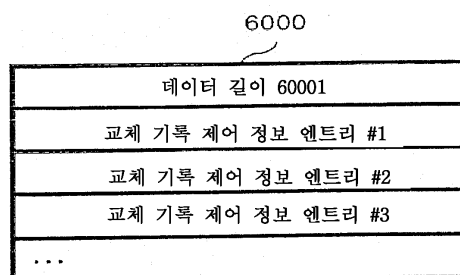 6000
데이터 길이 60001
교체 기록 제어 정보 엔트리 #1
교체 기록 제어 정보 엔트리 #2
교체 기록 제어 정보 엔트리 #3
...